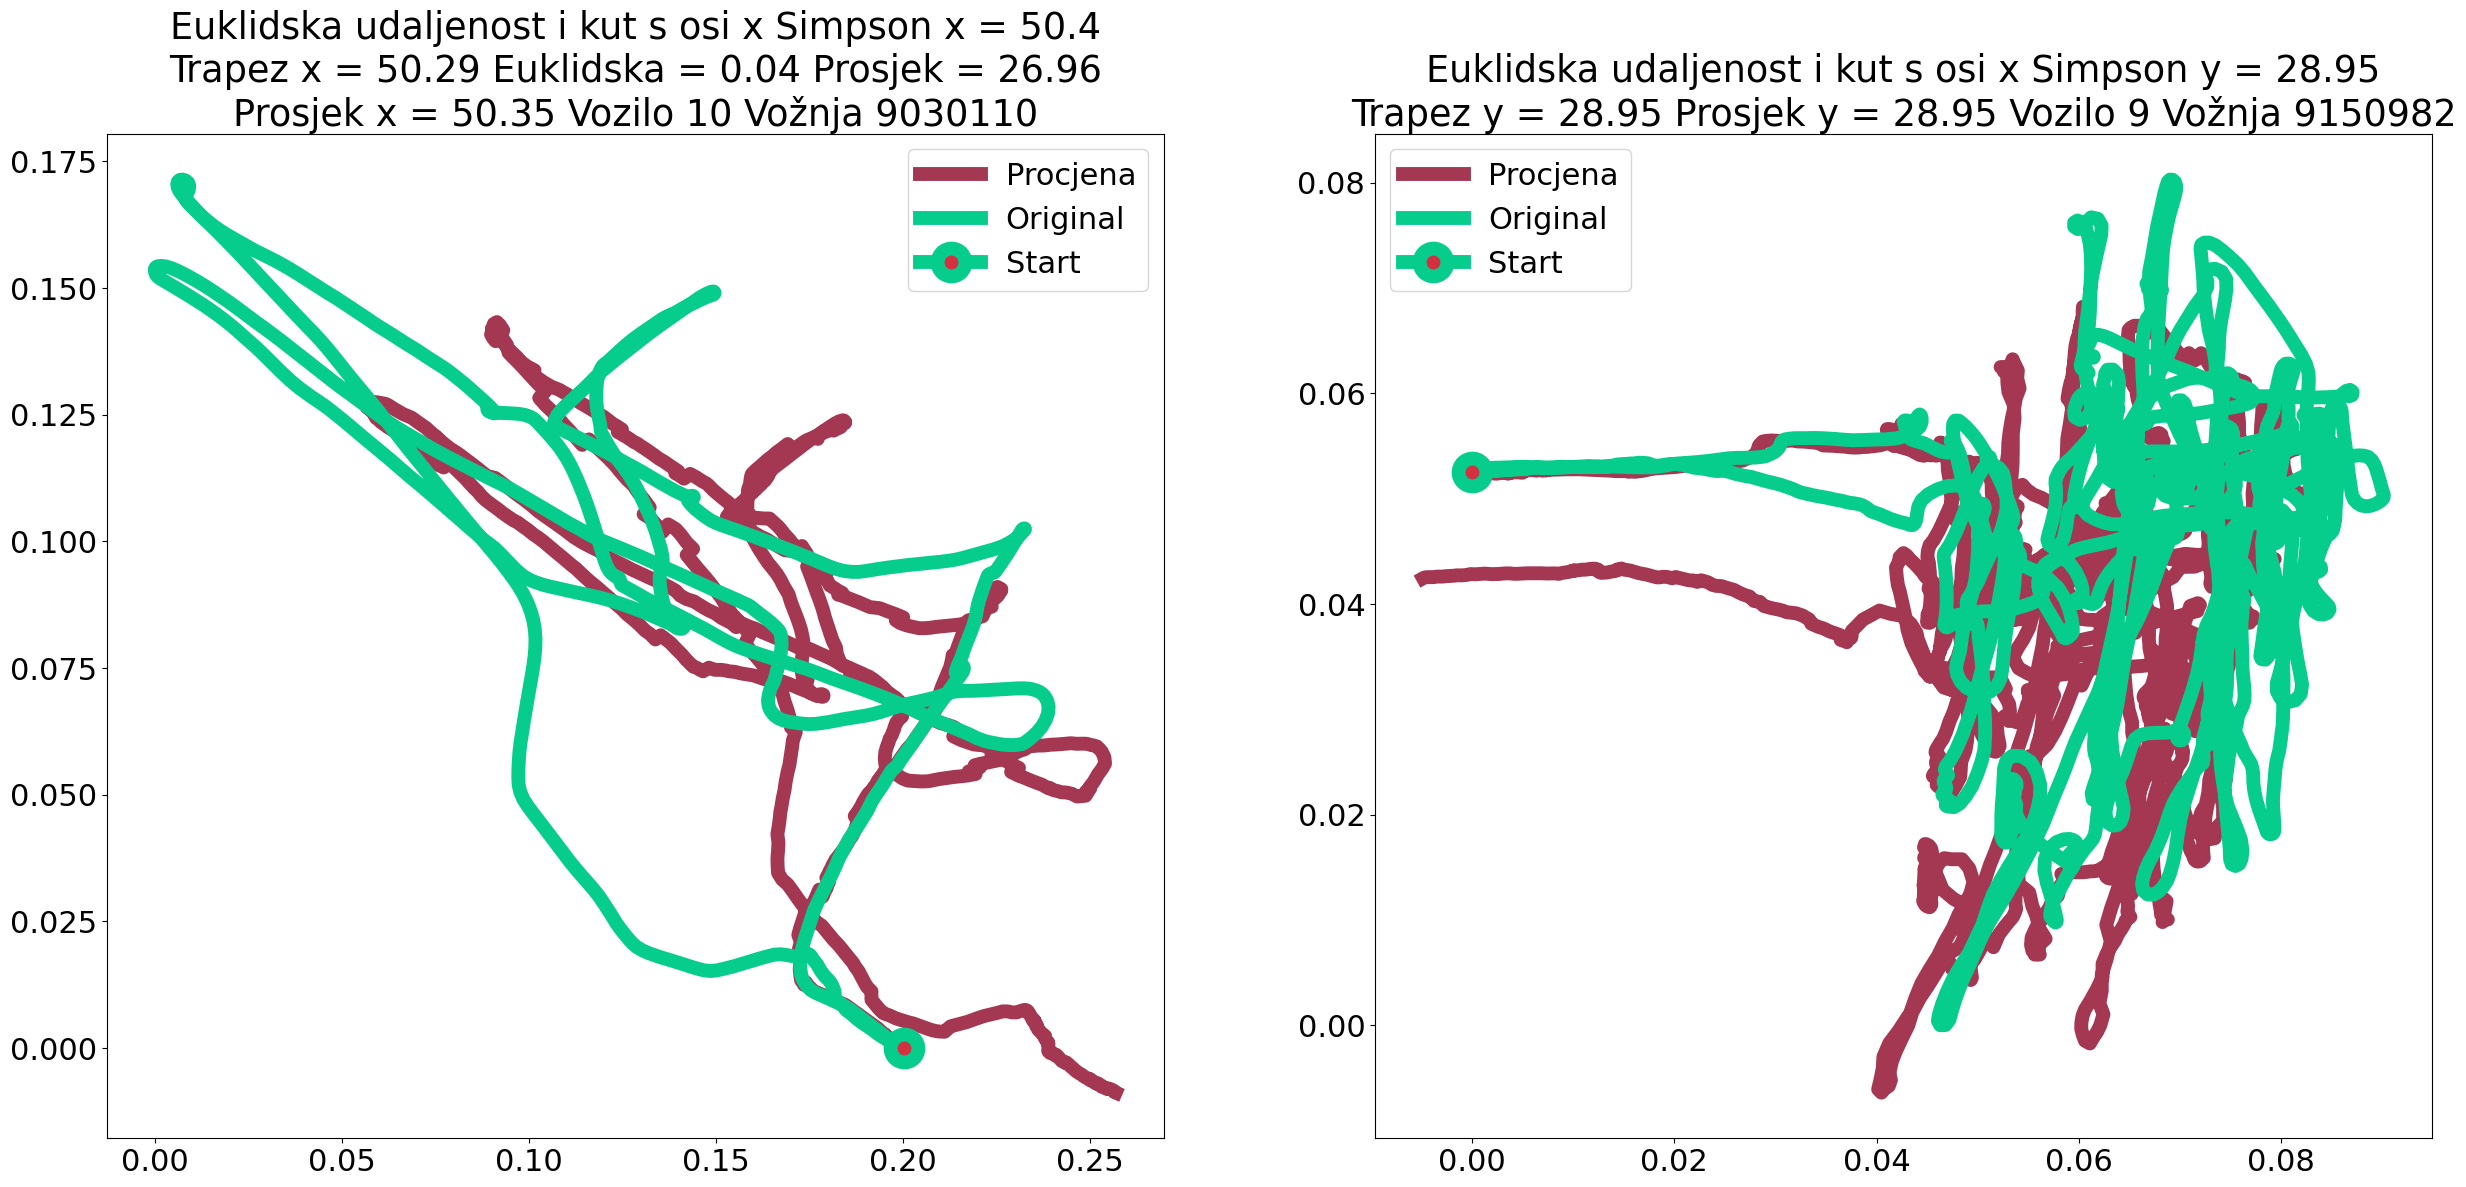 Euklidska udaljenost i kut s osi x Simpson x = 50.4
Trapez x = 50.29 Euklidska = 0.04 Prosjek = 26.96
Prosjek x = 50.35 Vozilo 10 Vožnja 9030110
Procjena
Original
Start
0.175
0.150
0.125
0.100
0.075
0.050
0.025
0.000
0.00 0.05 0.10 0.15 0.20 0.25
Euklidska udaljenost i kut s osi x Simpson y = 28.95
Trapez y = 28.95 Prosjek y = 28.95 Vozilo 9 Vožnja 9150982
Procjena
Original
Start
0.08
0.06
0.04
0.02
0.00
0.00 0.02 0.04 0.06 0.08